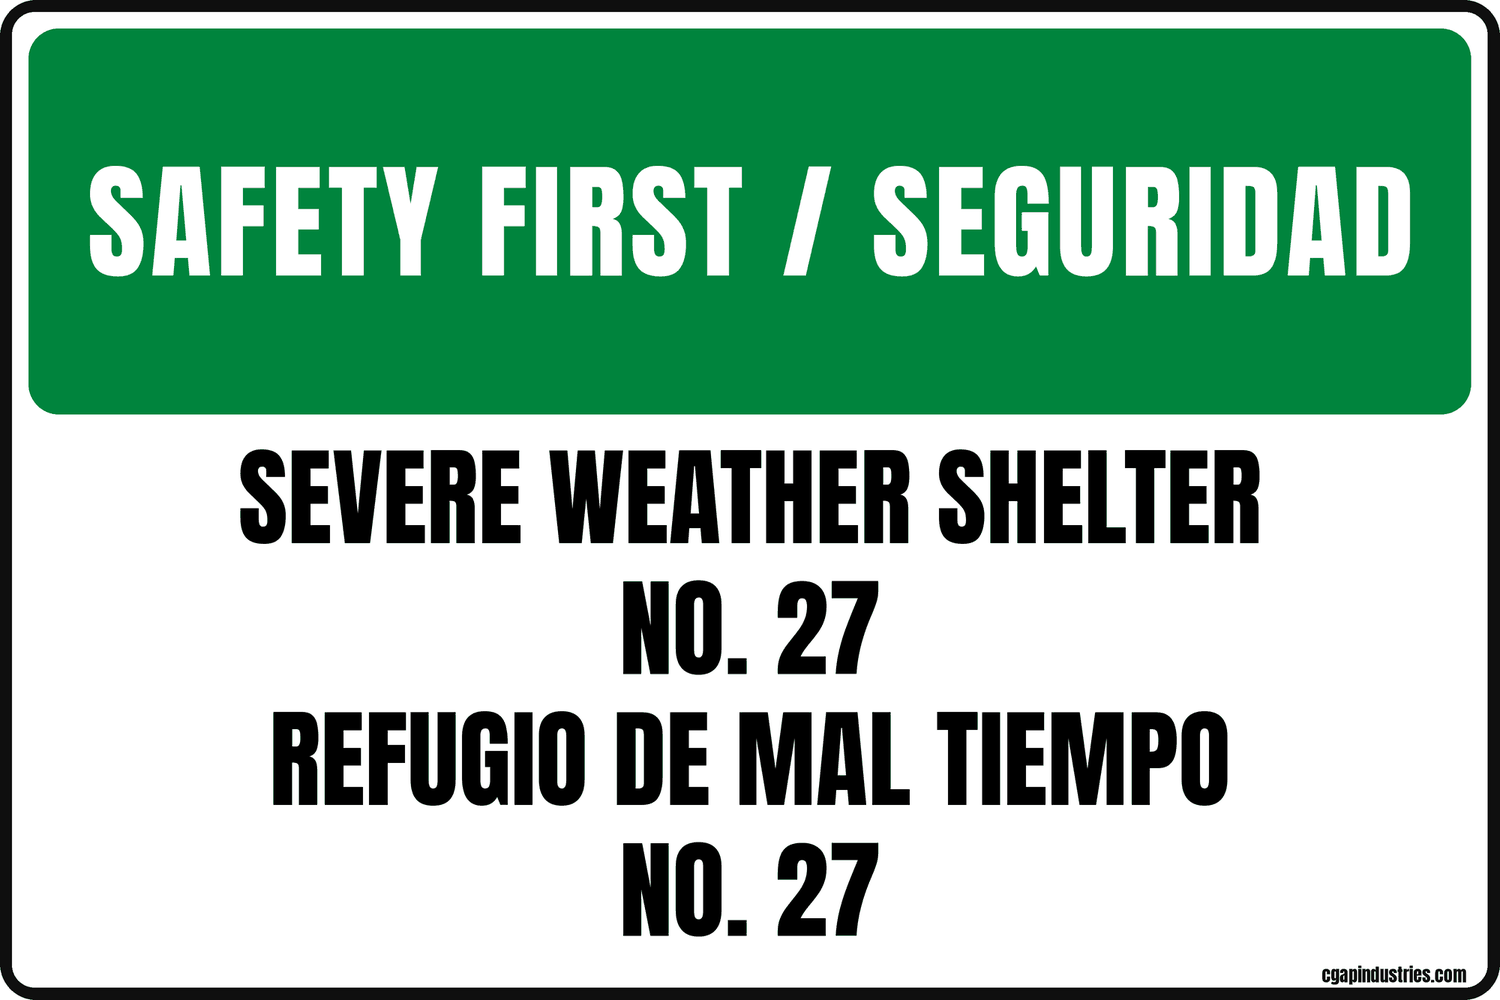 SAFETY FIRST / SEGURIDAD
SEVERE WEATHER SHELTER
NO. 27
REFUGIO DE MAL TIEMPO
NO. 27
cgapindustries.com